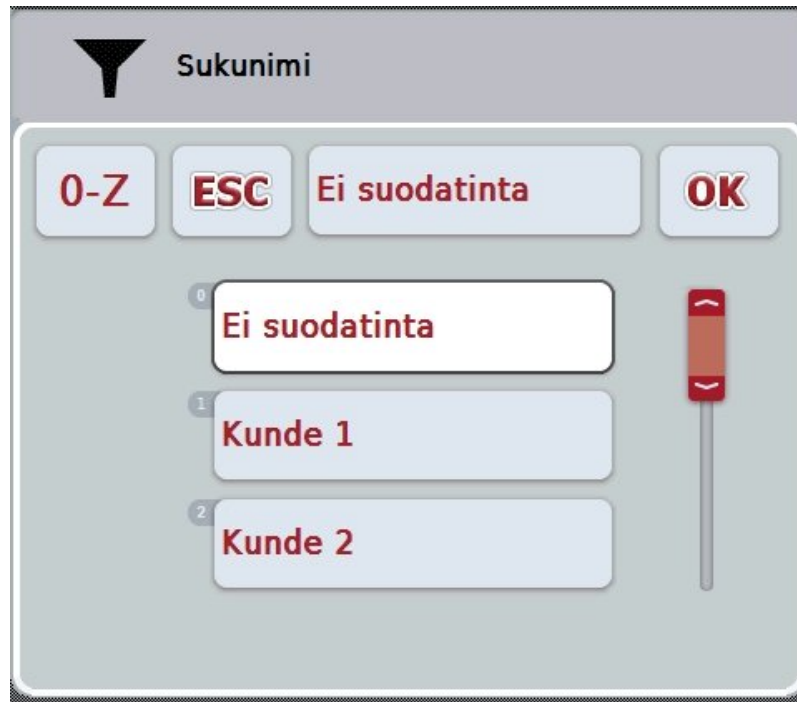 Sukunimi
0-Z ESC Ei suodatinta OK
0
Ei suodatinta
1
Kunde 1
2
Kunde 2